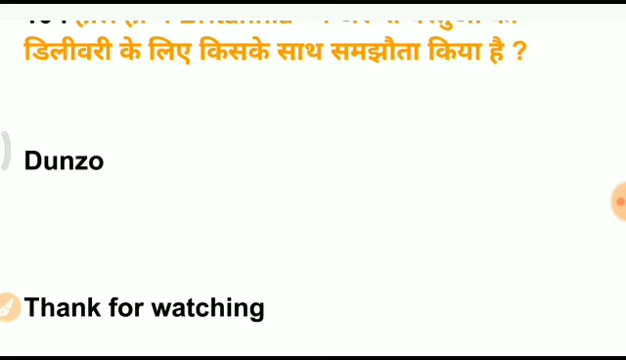 डिलीवरी के लिए किसके साथ समझौता किया है ?
Dunzo
Thank for watching